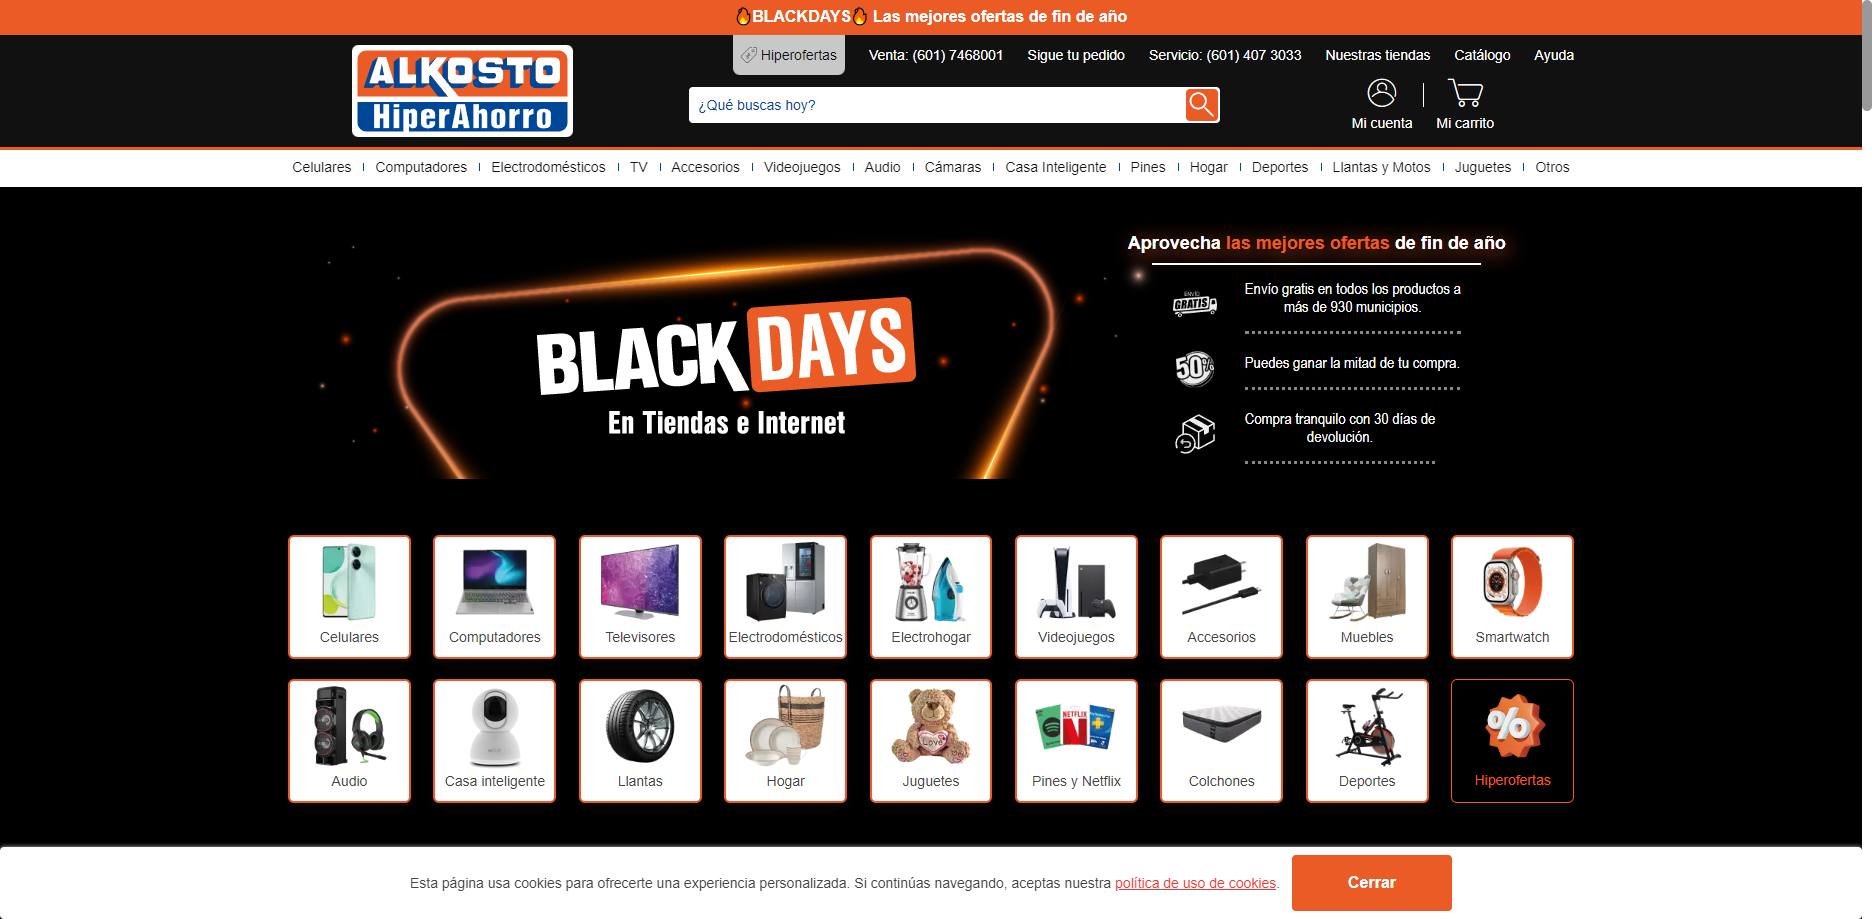 🔥BLACKDAYS🔥 Las mejores ofertas de fin de año
ALKOSTO
HiperAhorro
Hiperofertas
Venta: (601) 7468001
Sigue tu pedido
Servicio: (601) 407 3033
Nuestras tiendas
Catálogo
Ayuda
¿Qué buscas hoy?
Mi cuenta
Mi carrito
Celulares
Computadores
Electrodomésticos
TV
Accesorios
Videojuegos
Audio
Cámaras
Casa Inteligente
Pines
Hogar
Deportes
Llantas y Motos
Juguetes
Otros
BLACK DAYS
En Tiendas e Internet
Aprovecha las mejores ofertas de fin de año
ENVÍO
GRATIS
Envío gratis en todos los productos a
más de 930 municipios.
50%
Puedes ganar la mitad de tu compra.
Compra tranquilo con 30 días de
devolución.
Celulares
Computadores
Televisores
Electrodomésticos
Electrohogar
Videojuegos
Accesorios
Muebles
Smartwatch
Audio
Casa inteligente
Llantas
Hogar
Love
Juguetes
NETFLIX
Pines y Netflix
Colchones
Deportes
%
Hiperofertas
Esta página usa cookies para ofrecerte una experiencia personalizada. Si continúas navegando, aceptas nuestra política de uso de cookies.
Cerrar